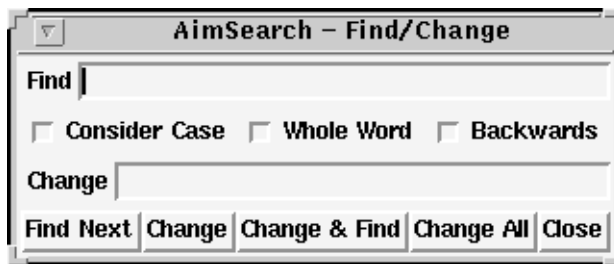 AimSearch – Find/Change
Find
Consider Case Whole Word Backwards
Change
Find Next Change Change & Find Change All Close